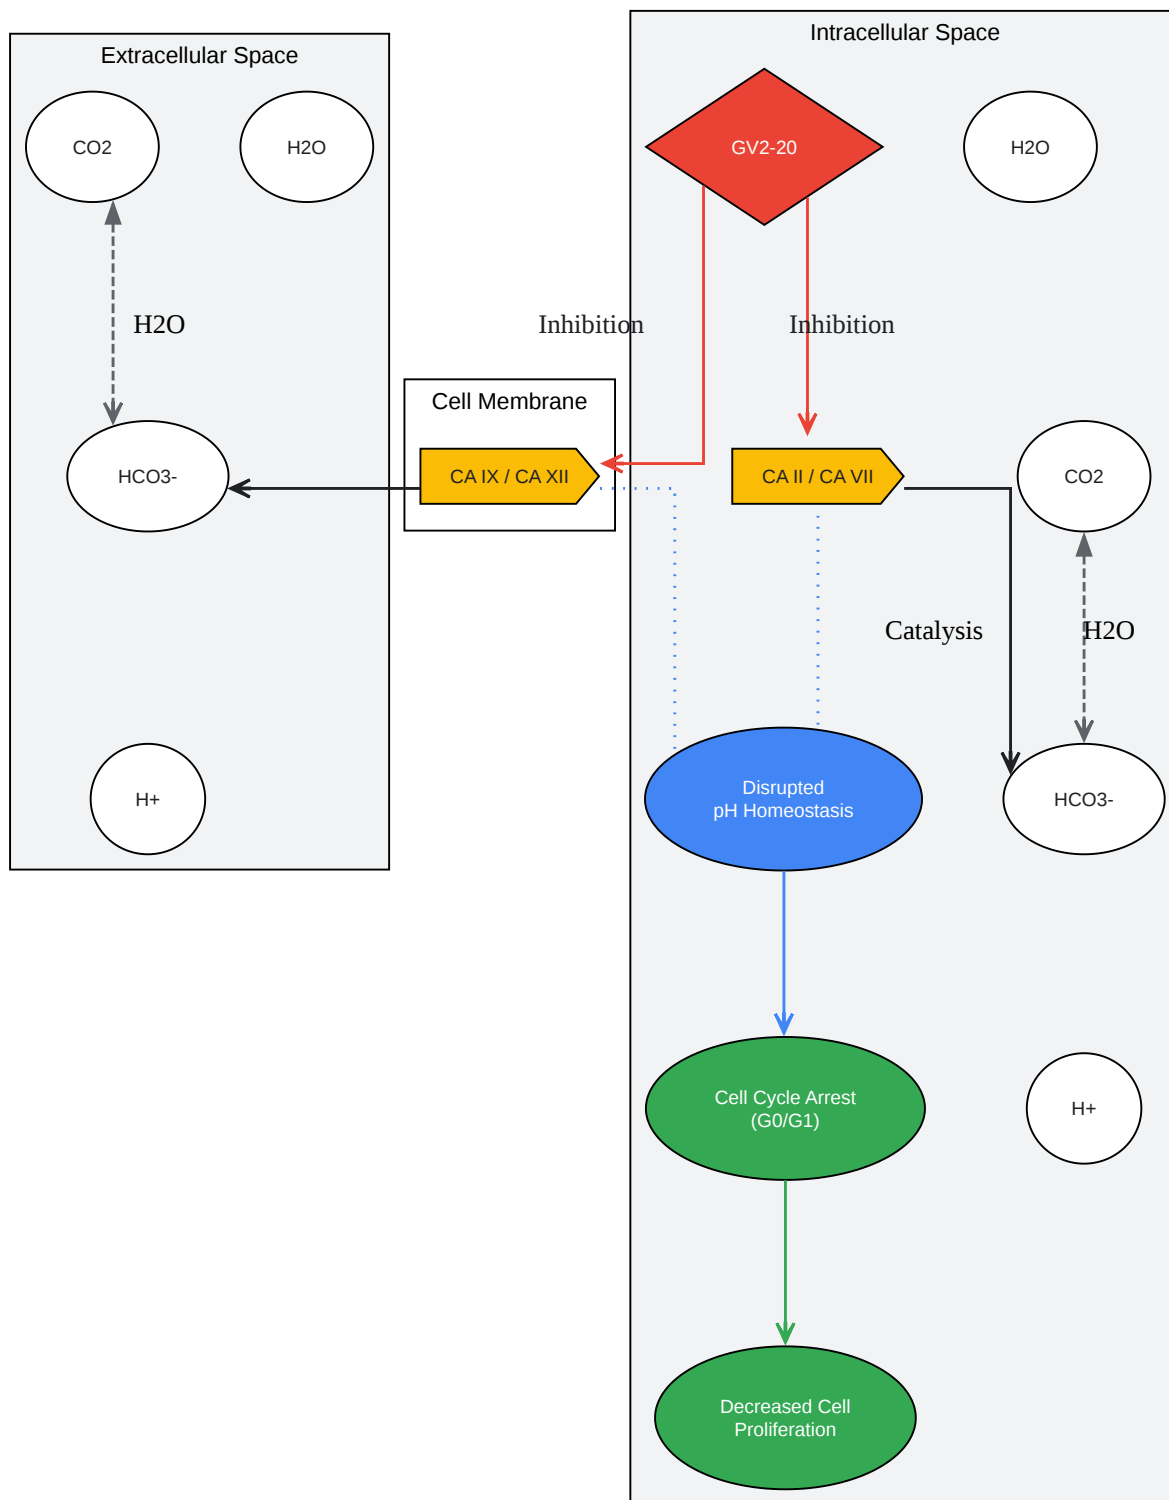 Extracellular Space
Intracellular Space
CO2
H2O
GV2-20
H2O
H2O
Inhibition
Inhibition
Cell Membrane
HCO3-
CA IX / CA XII
CA II / CA VII
CO2
Catalysis
H2O
H+
Disrupted
pH Homeostasis
HCO3-
Cell Cycle Arrest
(G0/G1)
H+
Decreased Cell
Proliferation